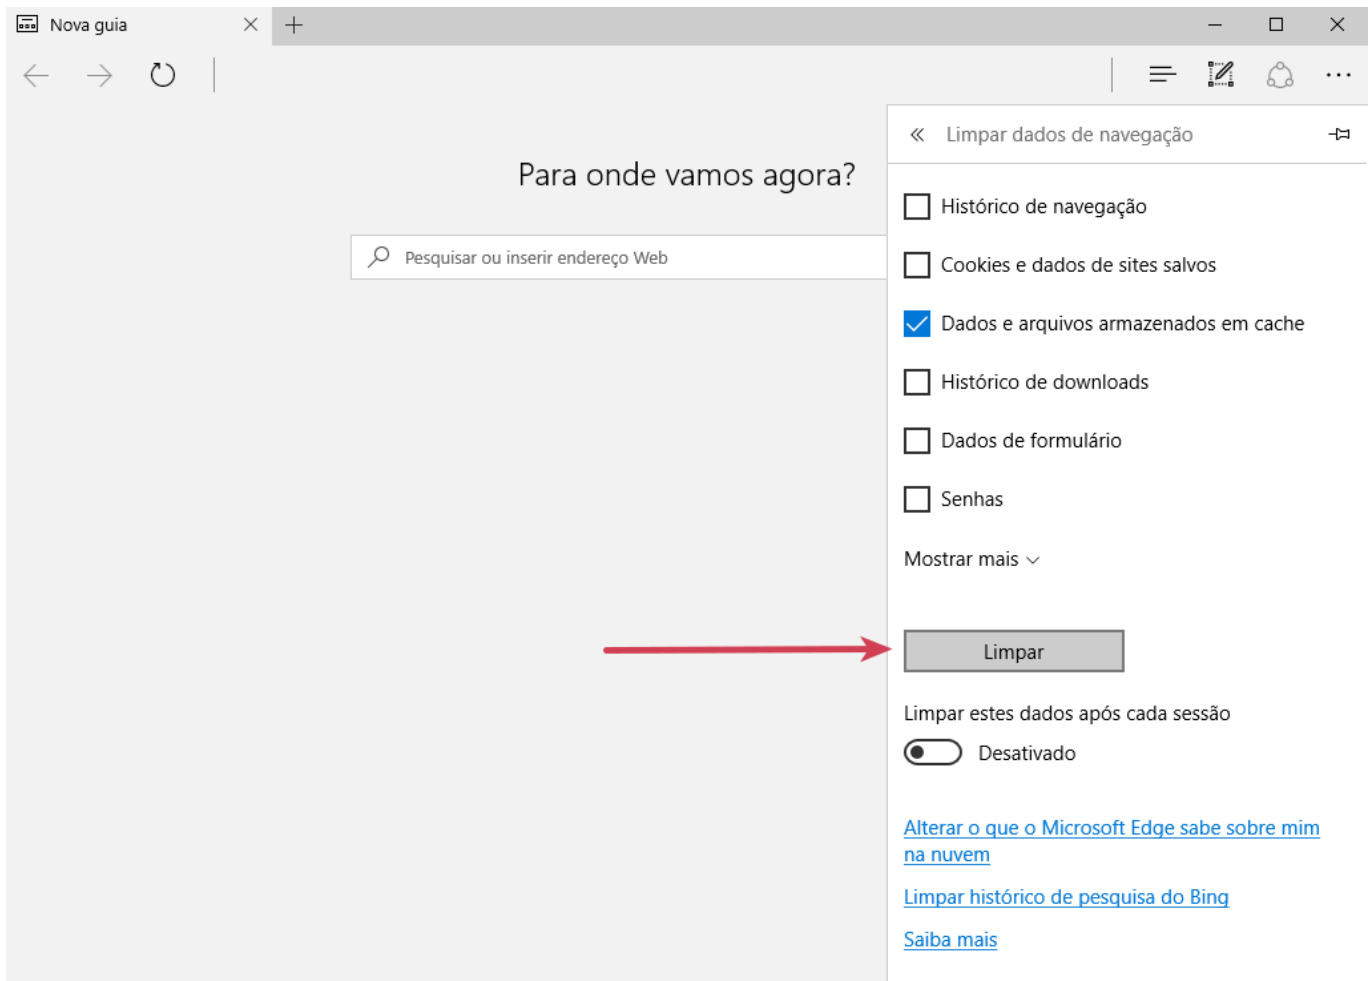 Nova guia
Limpar dados de navegação
Para onde vamos agora?
Pesquisar ou inserir endereço Web
Histórico de navegação
Cookies e dados de sites salvos
Dados e arquivos armazenados em cache
Histórico de downloads
Dados de formulário
Senhas
Mostrar mais
Limpar
Limpar estes dados após cada sessão
Desativado
Alterar o que o Microsoft Edge sabe sobre mim
na nuvem
Limpar histórico de pesquisa do Bing
Saiba mais